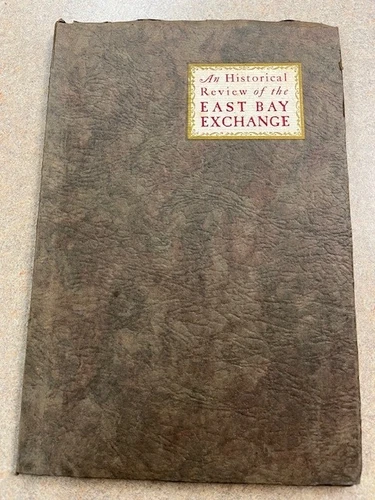 An Historical
Review of the
EAST BAY
EXCHANGE